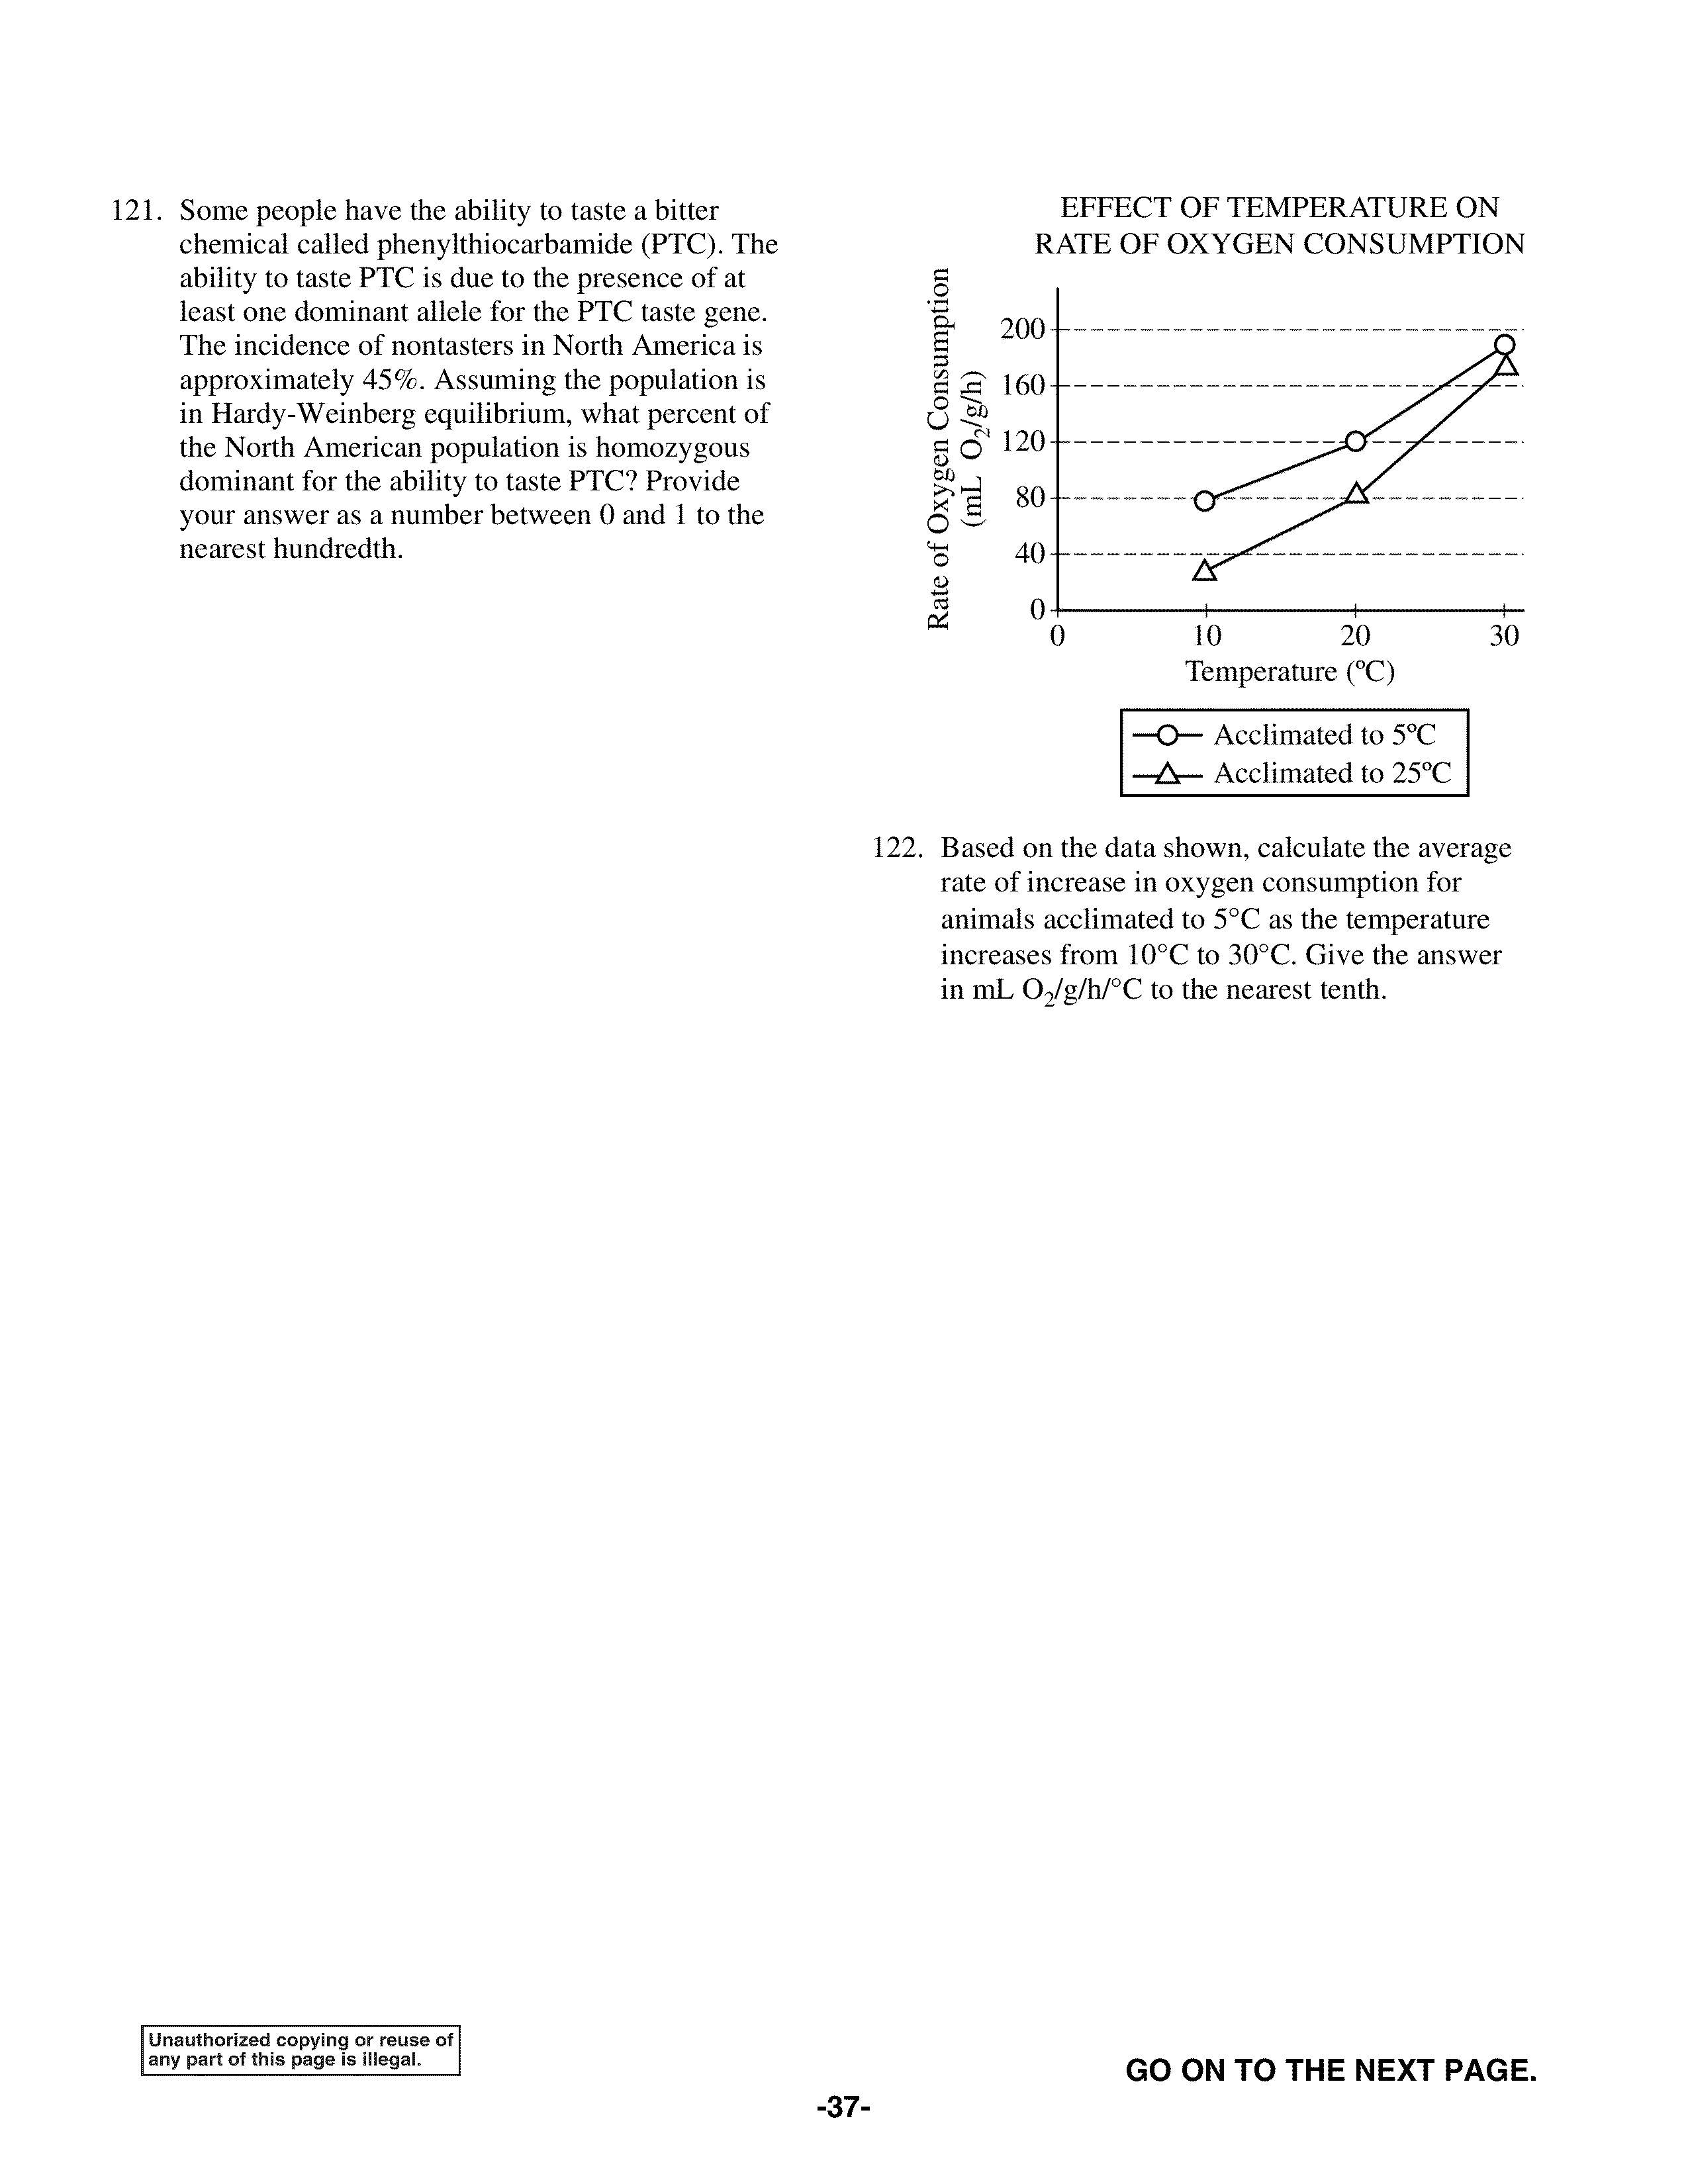 121. Some people have the ability to taste a bitter
chemical called phenylthiocarbamide (PTC). The
ability to taste PTC is due to the presence of at
least one dominant allele for the PTC taste gene.
The incidence of nontasters in North America is
approximately 45%. Assuming the population is
in Hardy-Weinberg equilibrium, what percent of
the North American population is homozygous
dominant for the ability to taste PTC? Provide
your answer as a number between 0 and 1 to the
nearest hundredth.
EFFECT OF TEMPERATURE ON
RATE OF OXYGEN CONSUMPTION
Rate of Oxygen Consumption
(mL O₂/g/h)
200
160
120
80
40
0
0 10 20 30
Temperature (°C)
Acclimated to 5°C
Acclimated to 25°C
122. Based on the data shown, calculate the average
rate of increase in oxygen consumption for
animals acclimated to 5°C as the temperature
increases from 10°C to 30°C. Give the answer
in mL O₂/g/h/°C to the nearest tenth.
Unauthorized copying or reuse of
any part of this page is illegal.
GO ON TO THE NEXT PAGE.
-37-